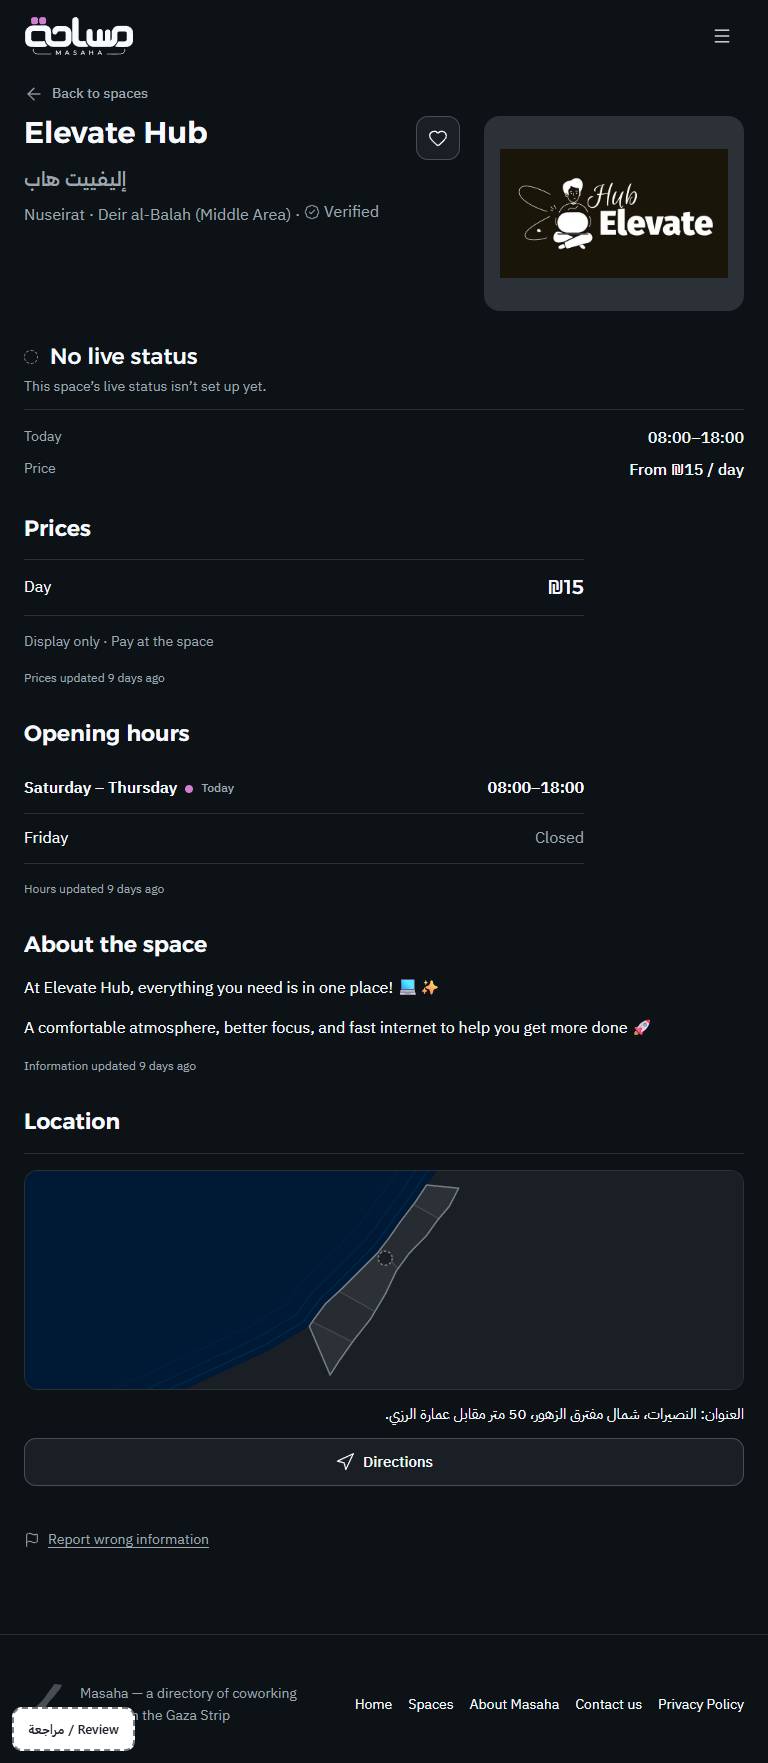 مساحة
MASAHA
Back to spaces
Elevate Hub
إليفييت هاب
Nuseirat · Deir al-Balah (Middle Area) · Verified
Hub
Elevate
No live status
This space’s live status isn’t set up yet.
Today 08:00–18:00
Price From ₪15 / day
Prices
Day ₪15
Display only · Pay at the space
Prices updated 9 days ago
Opening hours
Saturday – Thursday Today 08:00–18:00
Friday Closed
Hours updated 9 days ago
About the space
At Elevate Hub, everything you need is in one place! 💻 ✨
A comfortable atmosphere, better focus, and fast internet to help you get more done 🚀
Information updated 9 days ago
Location
العنوان: النصيرات، شمال مفترق الزهور، 50 متر مقابل عمارة الرزي.
Directions
Report wrong information
Masaha — a directory of coworking
the Gaza Strip
Home Spaces About Masaha Contact us Privacy Policy
مراجعة / Review